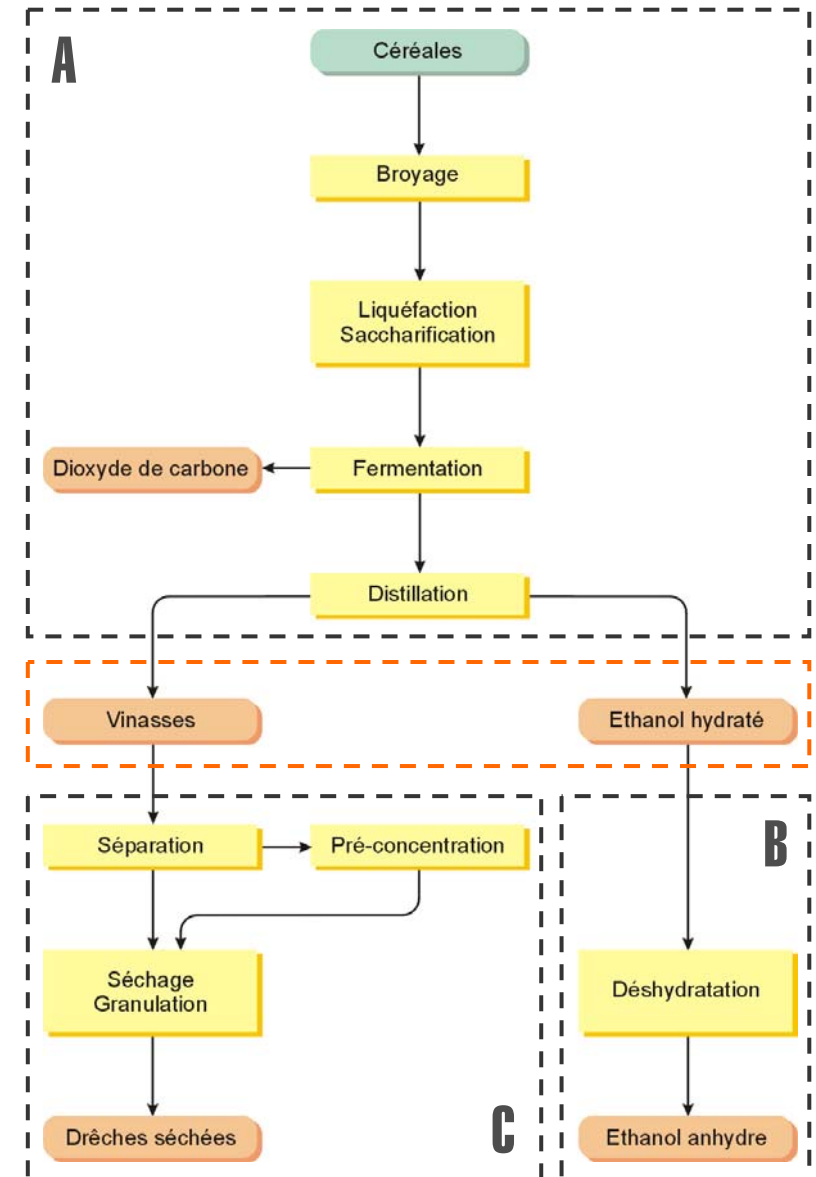 A
Céréales
Broyage
Liquéfaction
Saccharification
Dioxyde de carbone
Fermentation
Distillation
Vinasses
Ethanol hydraté
Séparation
Pré-concentration
B
Séchage
Granulation
Déshydratation
Drêches séchées
C
Ethanol anhydre